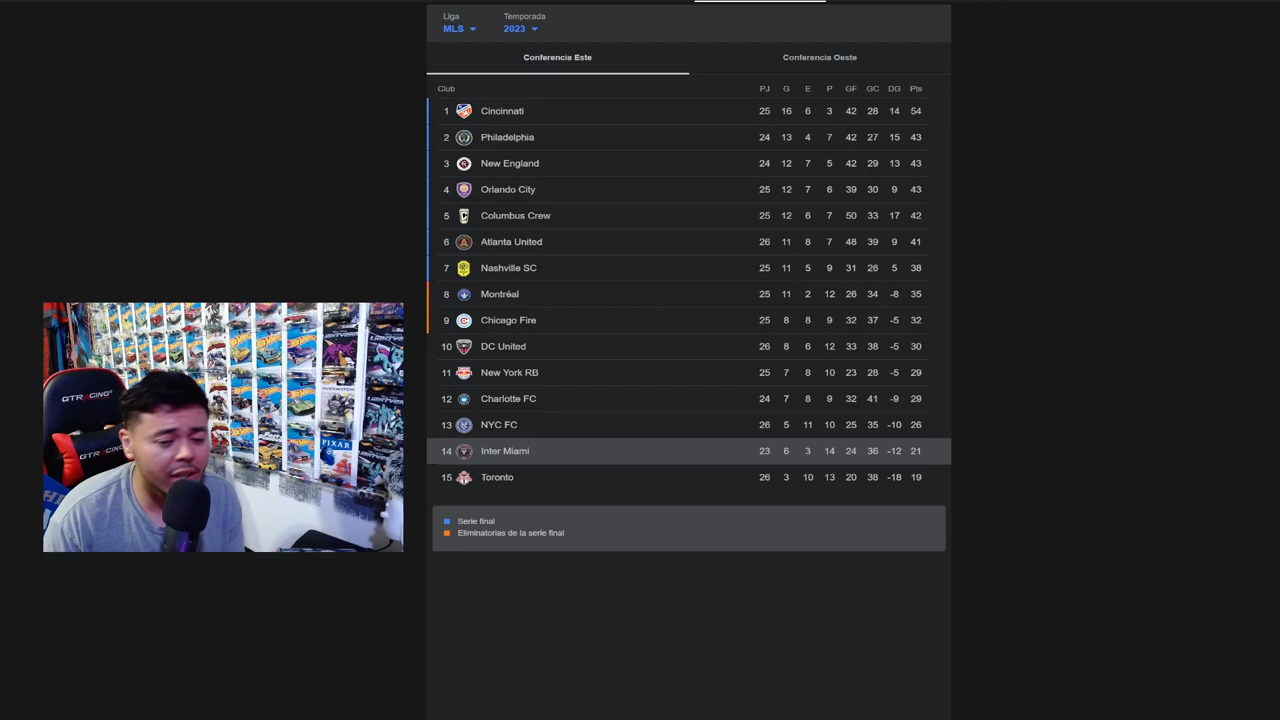 Liga Temporada
MLS 2023
Conferencia Este Conferencia Oeste
Club PJ G E P GF GC DG Pts
1 Cincinnati 25 16 6 3 42 28 14 54
2 Philadelphia 24 13 4 7 42 27 15 43
3 New England 24 12 7 5 42 29 13 43
4 Orlando City 25 12 7 6 39 30 9 43
5 Columbus Crew 25 12 6 7 50 33 17 42
6 Atlanta United 26 11 8 7 48 39 9 41
7 Nashville SC 25 11 5 9 31 26 5 38
8 Montréal 25 11 2 12 26 34 -8 35
9 Chicago Fire 25 8 8 9 32 37 -5 32
10 DC United 26 8 6 12 33 38 -5 30
11 New York RB 25 7 8 10 23 28 -5 29
12 Charlotte FC 24 7 8 9 32 41 -9 29
13 NYC FC 26 5 11 10 25 35 -10 26
14 Inter Miami 23 6 3 14 24 36 -12 21
15 Toronto 26 3 10 13 20 38 -18 19
Serie final
Eliminatorias de la serie final
GTRACING
GTRACING
PIXAR